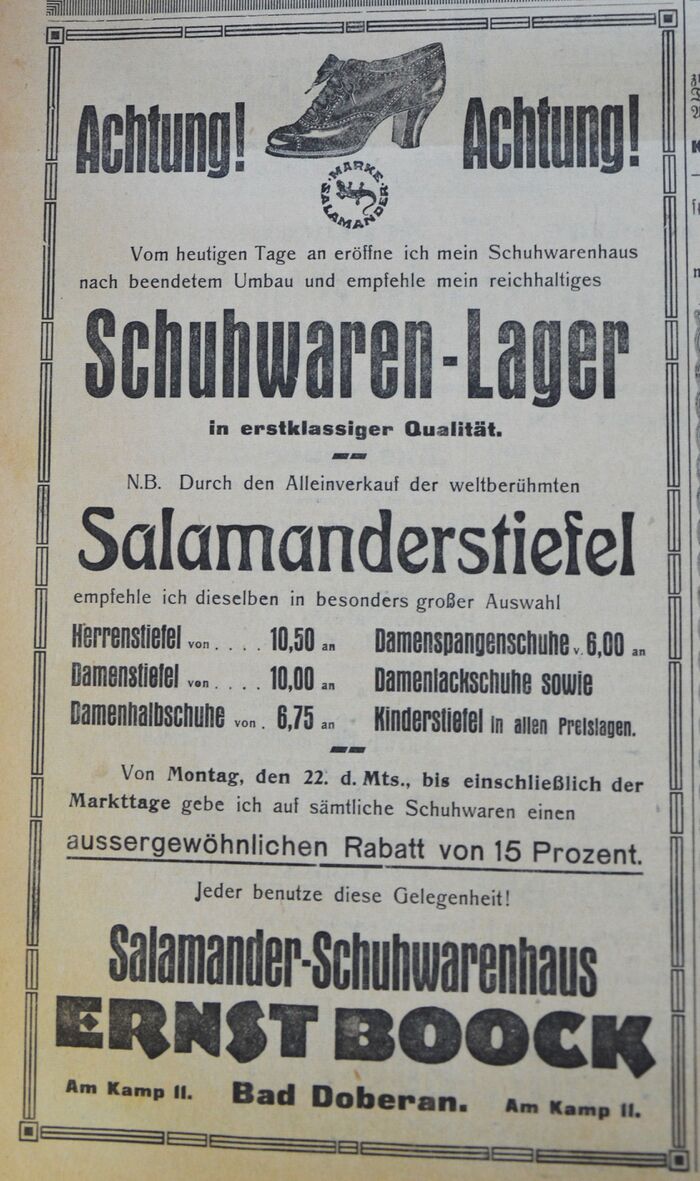 Achtung! Achtung!
MARKE SALAMANDER
Vom heutigen Tage an eröffne ich mein Schuhwarenhaus
nach beendetem Umbau und empfehle mein reichhaltiges
Schuhwaren-Lager
in erstklassiger Qualität.
N.B. Durch den Alleinverkauf der weltberühmten
Salamanderstiefel
empfehle ich dieselben in besonders großer Auswahl
Herrenstiefel von . . . . 10,50 an Damenspangenschuhe v. 6,00 an
Damenstiefel von . . . . 10,00 an Damenlackschuhe sowie
Damenhalbschuhe von . 6,75 an Kinderstiefel in allen Preislagen.
Von Montag, den 22. d. Mts., bis einschließlich der
Markttage gebe ich auf sämtliche Schuhwaren einen
aussergewöhnlichen Rabatt von 15 Prozent.
Jeder benutze diese Gelegenheit!
Salamander-Schuhwarenhaus
ERNST BOOCK
Am Kamp 11. Bad Doberan. Am Kamp 11.